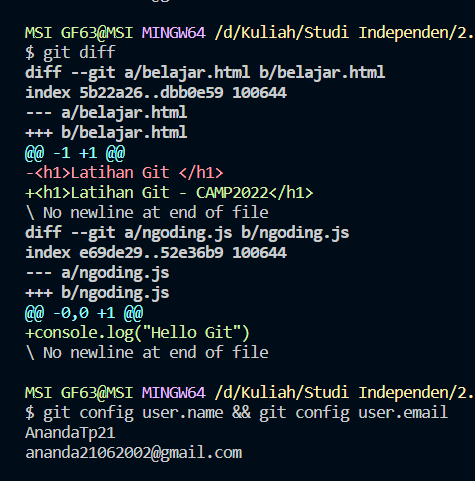 MSI GF63@MSI MINGW64 /d/Kuliah/Studi Independen/2.
$ git diff
diff --git a/belajar.html b/belajar.html
index 5b22a26..dbb0e59 100644
--- a/belajar.html
+++ b/belajar.html
@@ -1 +1 @@
-<h1>Latihan Git </h1>
+<h1>Latihan Git - CAMP2022</h1>
\ No newline at end of file
diff --git a/ngoding.js b/ngoding.js
index e69de29..52e36b9 100644
--- a/ngoding.js
+++ b/ngoding.js
@@ -0,0 +1 @@
+console.log("Hello Git")
\ No newline at end of file
MSI GF63@MSI MINGW64 /d/Kuliah/Studi Independen/2.
$ git config user.name && git config user.email
AnandaTp21
ananda21062002@gmail.com